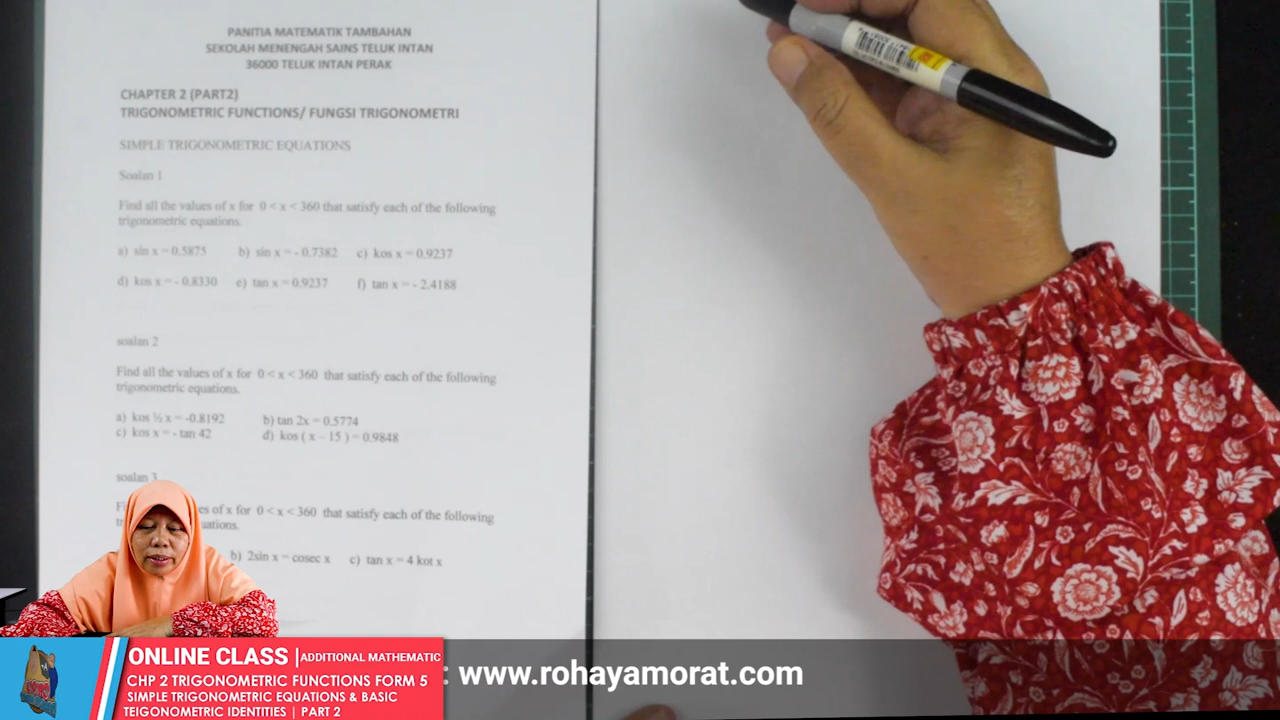 PANITIA MATEMATIK TAMBAHAN
SEKOLAH MENENGAH SAINS TELUK INTAN
36000 TELUK INTAN PERAK
CHAPTER 2 (PART2)
TRIGONOMETRIC FUNCTIONS/ FUNGSI TRIGONOMETRI
SIMPLE TRIGONOMETRIC EQUATIONS
Soalan 1
Find all the values of x for 0 < x < 360 that satisfy each of the following
trigonometric equations.
a) sin x = 0.5875 b) sin x = - 0.7382 c) kos x = 0.9237
d) kos x = - 0.8330 e) tan x = 0.9237 f) tan x = - 2.4188
soalan 2
Find all the values of x for 0 < x < 360 that satisfy each of the following
trigonometric equations.
a) kos ½ x = -0.8192 b) tan 2x = 0.5774
c) kos x = - tan 42 d) kos ( x – 15 ) = 0.9848
soalan 3
es of x for 0 < x < 360 that satisfy each of the following
uations.
b) 2sin x = cosec x c) tan x = 4 kot x
ONLINE CLASS | ADDITIONAL MATHEMATIC
CHP 2 TRIGONOMETRIC FUNCTIONS FORM 5
SIMPLE TRIGONOMETRIC EQUATIONS & BASIC
TEIGONOMETRIC IDENTITIES | PART 2
: www.rohayamorat.com